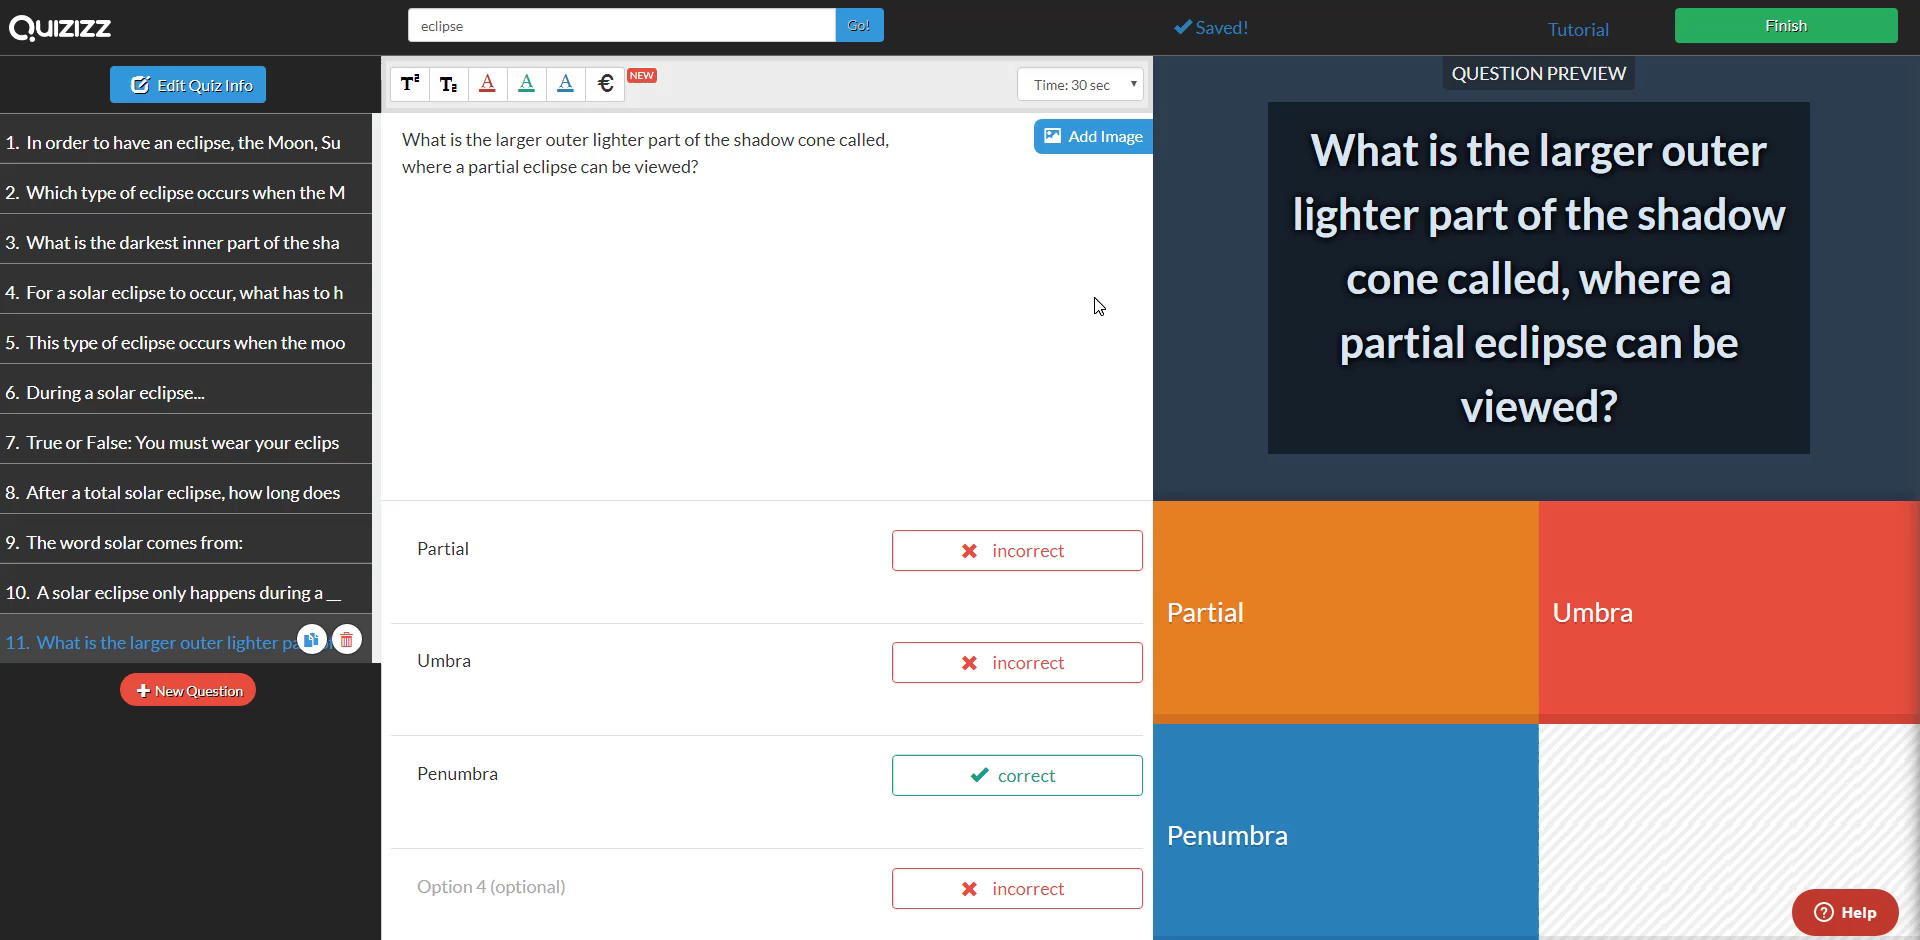 Quizizz
eclipse
Go!
Saved!
Tutorial
Finish
Edit Quiz Info
1. In order to have an eclipse, the Moon, Su
2. Which type of eclipse occurs when the M
3. What is the darkest inner part of the sha
4. For a solar eclipse to occur, what has to h
5. This type of eclipse occurs when the moo
6. During a solar eclipse...
7. True or False: You must wear your eclips
8. After a total solar eclipse, how long does
9. The word solar comes from:
10. A solar eclipse only happens during a __
11. What is the larger outer lighter
New Question
T² T₂ A A A € NEW
Time: 30 sec
What is the larger outer lighter part of the shadow cone called,
where a partial eclipse can be viewed?
Add Image
Partial
incorrect
Umbra
incorrect
Penumbra
correct
Option 4 (optional)
incorrect
QUESTION PREVIEW
What is the larger outer
lighter part of the shadow
cone called, where a
partial eclipse can be
viewed?
Partial
Umbra
Penumbra
Help